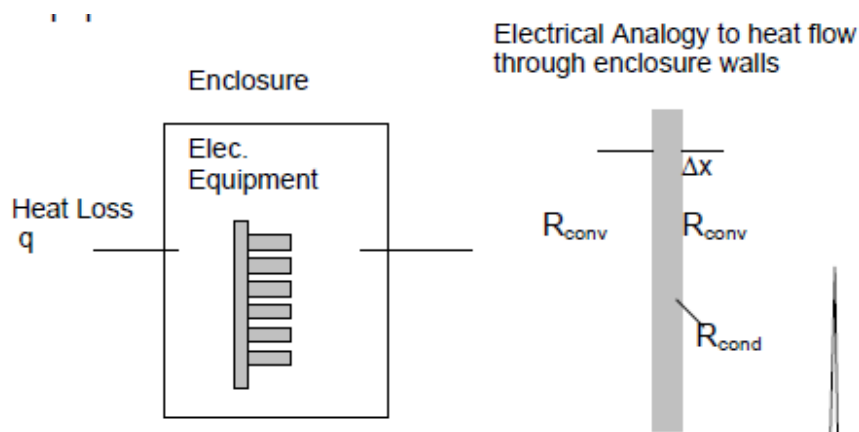 Electrical Analogy to heat flow
through enclosure walls
Enclosure
Elec.
Equipment
Heat Loss
q
Δx
Rconv
Rconv
Rcond